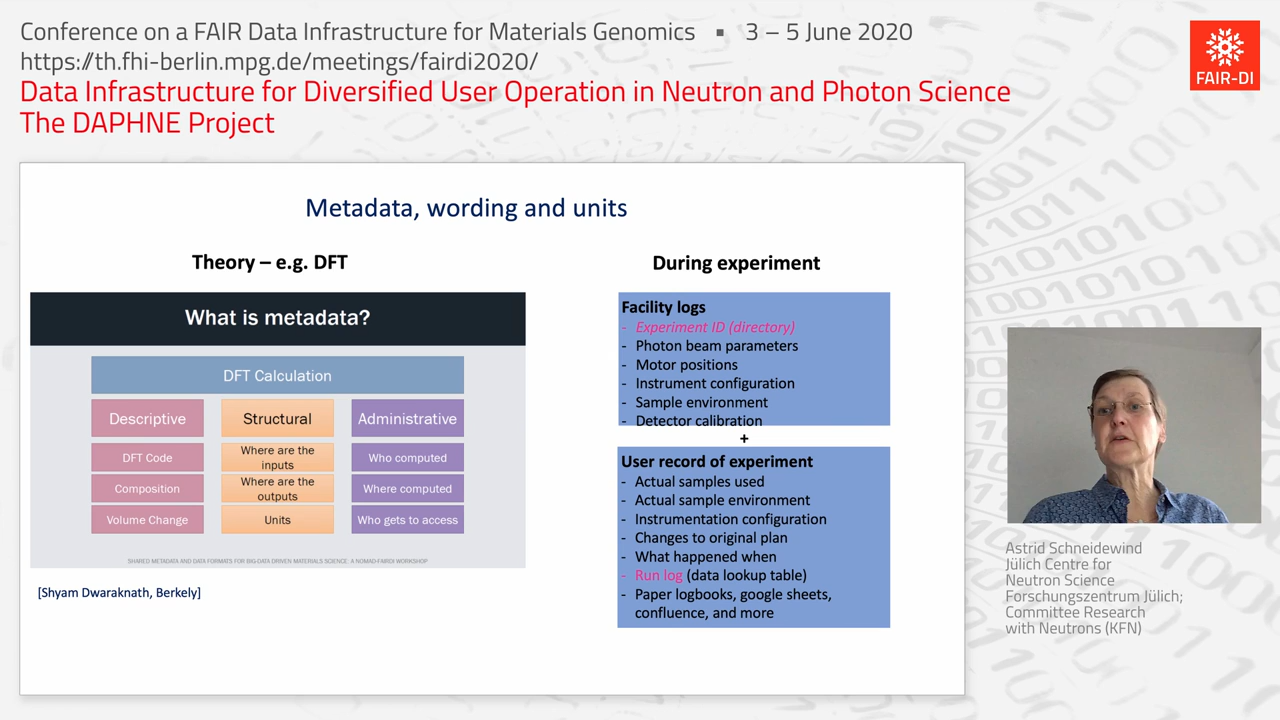 Conference on a FAIR Data Infrastructure for Materials Genomics ▪ 3 – 5 June 2020
https://th.fhi-berlin.mpg.de/meetings/fairdi2020/
Data Infrastructure for Diversified User Operation in Neutron and Photon Science
The DAPHNE Project
FAIR-DI
Metadata, wording and units
Theory – e.g. DFT
What is metadata?
DFT Calculation
Descriptive
Structural
Administrative
DFT Code
Where are the
inputs
Who computed
Composition
Where are the
outputs
Where computed
Volume Change
Units
Who gets to access
SHARED METADATA AND DATA FORMATS FOR BIG-DATA DRIVEN MATERIALS SCIENCE: A NOMAD-FAIRDI WORKSHOP
[Shyam Dwaraknath, Berkely]
During experiment
Facility logs
- Experiment ID (directory)
- Photon beam parameters
- Motor positions
- Instrument configuration
- Sample environment
- Detector calibration
+
User record of experiment
- Actual samples used
- Actual sample environment
- Instrumentation configuration
- Changes to original plan
- What happened when
- Run log (data lookup table)
- Paper logbooks, google sheets,
confluence, and more
Astrid Schneidewind
Jülich Centre for
Neutron Science
Forschungszentrum Jülich;
Committee Research
with Neutrons (KFN)